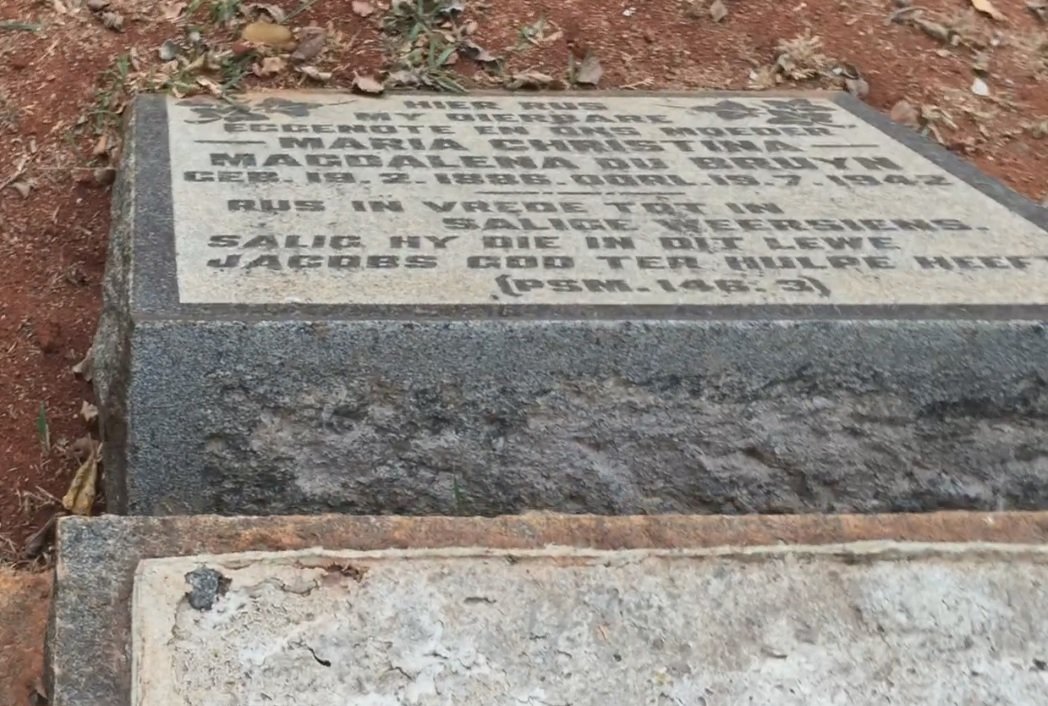 HIER RUS
MY DIERBARE
EGGENOTE EN ONS MOEDER
MARIA CHRISTINA
MAGDALENA DU BRUYN
GEB. 19. 2. 1886. OORL. 19. 7. 1942
RUS IN VREDE TOT IN
SALIGE WEERSIENS.
SALIG HY DIE IN DIT LEWE
JACOBS GOD TER HULPE HEEFT
(PSM. 146: 3)